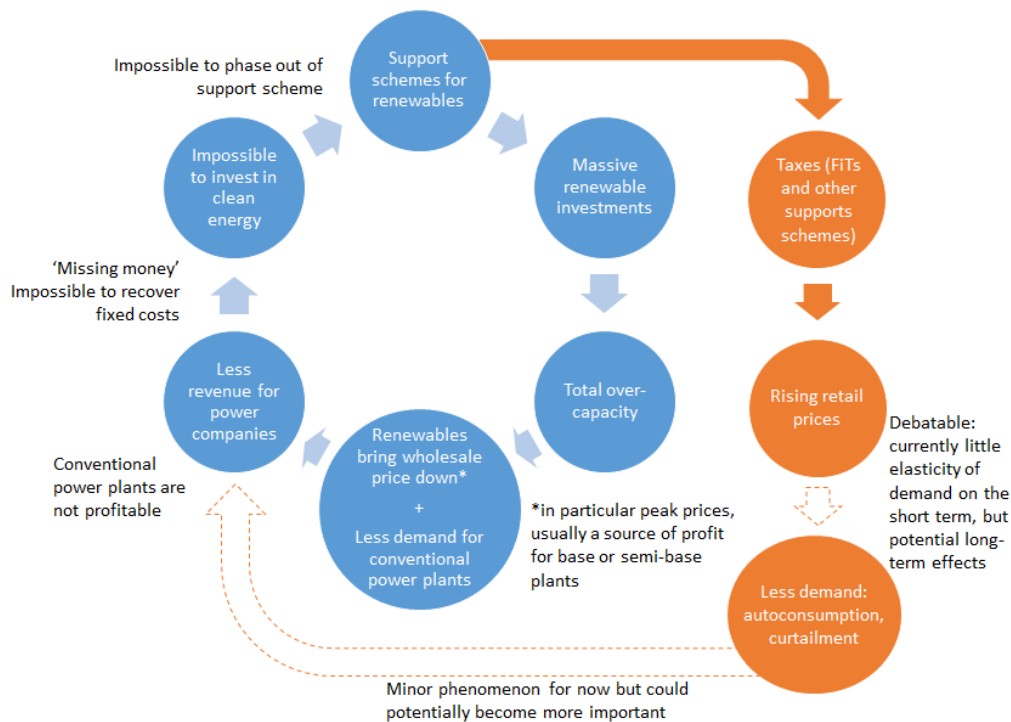 Support
schemes for
renewables
Impossible to phase out of
support scheme
Impossible
to invest in
clean
energy
Massive
renewable
investments
Taxes (FiTs
and other
supports
schemes)
'Missing money'
Impossible to recover
fixed costs
Less
revenue for
power
companies
Total over-
capacity
Rising retail
prices
Renewables
bring wholesale
price down*
+
Less demand for
conventional
power plants
Conventional
power plants are
not profitable
*in particular peak prices,
usually a source of profit
for base or semi-base
plants
Debatable:
currently little
elasticity of
demand on the
short term, but
potential long-
term effects
Less demand:
autoconsumption,
curtailment
Minor phenomenon for now but could
potentially become more important